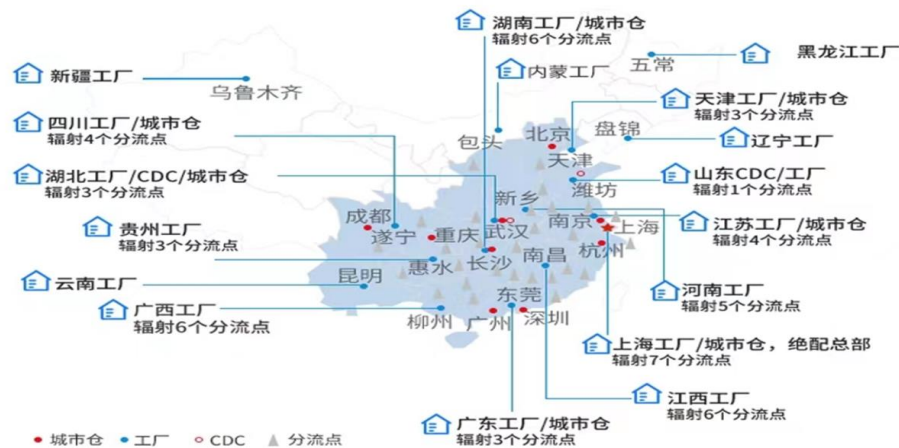 湖南工厂/城市仓
辐射6个分流点
黑龙江工厂
五常
内蒙工厂
新疆工厂
乌鲁木齐
天津工厂/城市仓
辐射3个分流点
四川工厂/城市仓
辐射4个分流点
包头
北京
盘锦
辽宁工厂
天津
湖北工厂/CDC/城市仓
辐射3个分流点
山东CDC/工厂
辐射1个分流点
潍坊
新乡
成都
遂宁
重庆
武汉
南京
上海
江苏工厂/城市仓
辐射4个分流点
贵州工厂
辐射3个分流点
杭州
惠水
长沙
南昌
昆明
云南工厂
河南工厂
辐射5个分流点
东莞
广西工厂
辐射6个分流点
柳州
广州
深圳
上海工厂/城市仓，绝配总部
辐射7个分流点
江西工厂
辐射6个分流点
广东工厂/城市仓
辐射3个分流点
城市仓 工厂 CDC 分流点